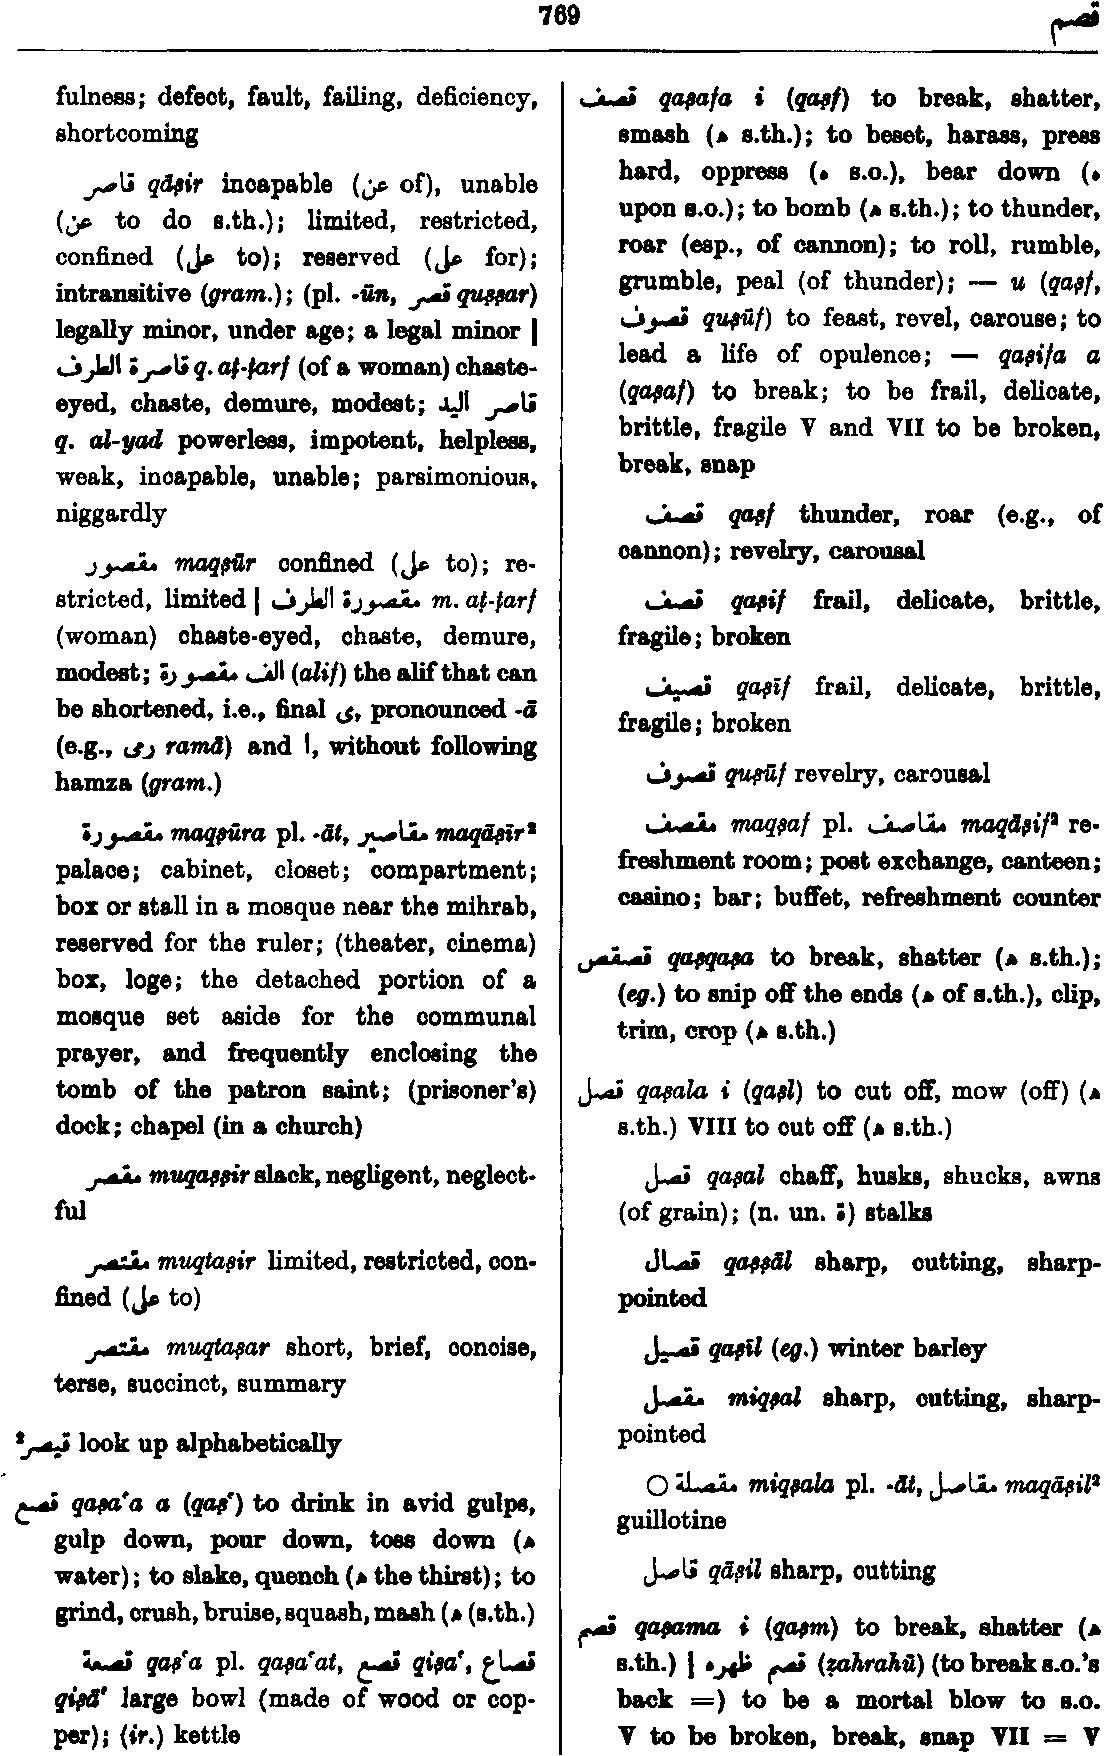 769
قصم
fulness; defect, fault, failing, deficiency,
shortcoming
قاصر qāṣir incapable (عن of), unable
(عن to do s.th.); limited, restricted,
confined (على to); reserved (على for);
intransitive (gram.); (pl. -ūn, قصر quṣṣar)
legally minor, under age; a legal minor |
قاصرة الطرف q. aṭ-ṭarf (of a woman) chaste-
eyed, chaste, demure, modest; قاصر اليد
q. al-yad powerless, impotent, helpless,
weak, incapable, unable; parsimonious,
niggardly
مقصور maqṣūr confined (على to); re-
stricted, limited | مقصورة الطرف m. aṭ-ṭarf
(woman) chaste-eyed, chaste, demure,
modest; الف مقصورة (alif) the alif that can
be shortened, i.e., final ى, pronounced -ā
(e.g., رمى ramā) and ا, without following
hamza (gram.)
مقصورة maqṣūra pl. -āt, مقاصير maqāṣīr²
palace; cabinet, closet; compartment;
box or stall in a mosque near the mihrab,
reserved for the ruler; (theater, cinema)
box, loge; the detached portion of a
mosque set aside for the communal
prayer, and frequently enclosing the
tomb of the patron saint; (prisoner's)
dock; chapel (in a church)
مقصر muqaṣṣir slack, negligent, neglect-
ful
مقتصر muqtaṣir limited, restricted, con-
fined (على to)
مقتصر muqtaṣar short, brief, concise,
terse, succinct, summary
قيصر² look up alphabetically
قصع qaṣaʿa a (qaṣʿ) to drink in avid gulps,
gulp down, pour down, toss down (ه
water); to slake, quench (ه the thirst); to
grind, crush, bruise, squash, mash (ه (s.th.)
قصعة qaṣʿa pl. qaṣaʿat, قصع qiṣaʿ, قصاع
qiṣāʿ large bowl (made of wood or cop-
per); (ir.) kettle
قصف qaṣafa i (qaṣf) to break, shatter,
smash (ه s.th.); to beset, harass, press
hard, oppress (ه s.o.), bear down (ه
upon s.o.); to bomb (ه s.th.); to thunder,
roar (esp., of cannon); to roll, rumble,
grumble, peal (of thunder); — u (qaṣf,
قصوف quṣūf) to feast, revel, carouse; to
lead a life of opulence; — qaṣifa a
(qaṣaf) to break; to be frail, delicate,
brittle, fragile V and VII to be broken,
break, snap
قصف qaṣf thunder, roar (e.g., of
cannon); revelry, carousal
قصف qaṣif frail, delicate, brittle,
fragile; broken
قصيف qaṣīf frail, delicate, brittle,
fragile; broken
قصوف quṣūf revelry, carousal
مقصف maqṣaf pl. مقاصف maqāṣif² re-
freshment room; post exchange, canteen;
casino; bar; buffet, refreshment counter
قصقص qaṣqaṣa to break, shatter (ه s.th.);
(eg.) to snip off the ends (ه of s.th.), clip,
trim, crop (ه s.th.)
قصل qaṣala i (qaṣl) to cut off, mow (off) (ه
s.th.) VIII to cut off (ه s.th.)
قصل qaṣal chaff, husks, shucks, awns
(of grain); (n. un. ة) stalks
قصال qaṣṣāl sharp, cutting, sharp-
pointed
قصيل qaṣīl (eg.) winter barley
مقصل miqṣal sharp, cutting, sharp-
pointed
○ مقصلة miqṣala pl. -āt, مقاصل maqāṣil²
guillotine
قاصل qāṣil sharp, cutting
قصم qaṣama i (qaṣm) to break, shatter (ه
s.th.) | قصم ظهره (ẓahrahū) (to break s.o.'s
back =) to be a mortal blow to s.o.
V to be broken, break, snap VII = V